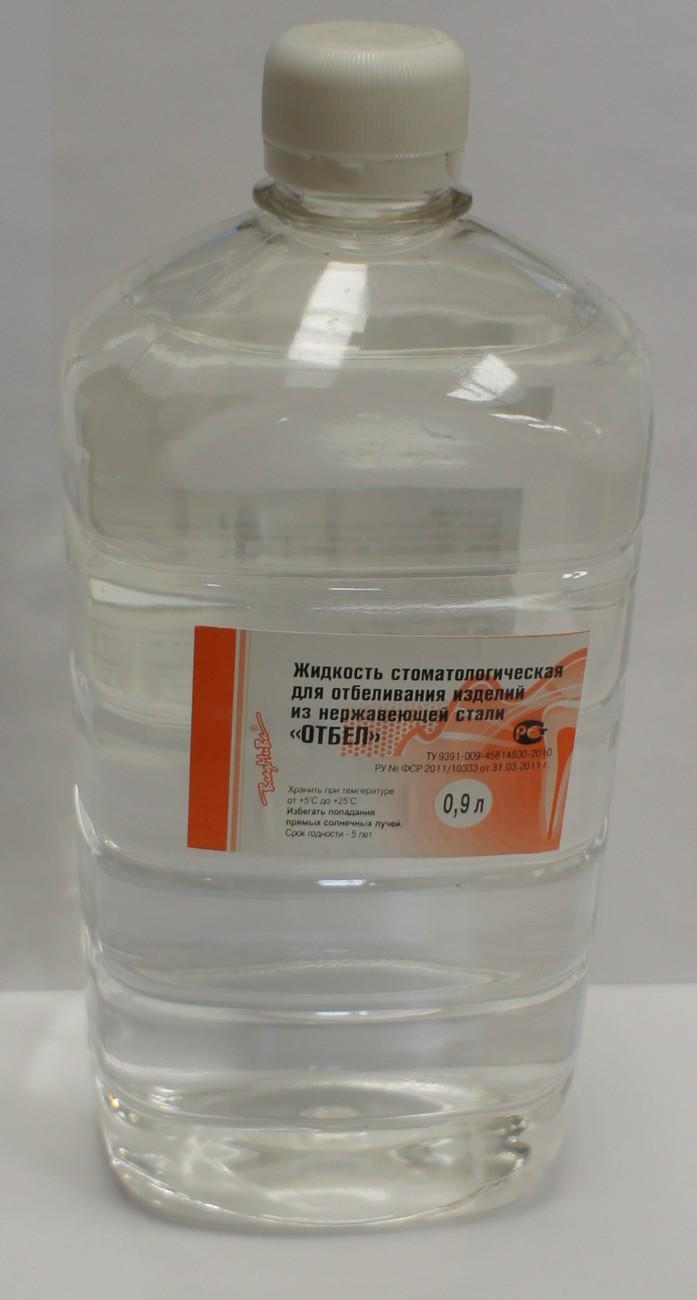 Жидкость стоматологическая
для отбеливания изделий
из нержавеющей стали
«ОТБЕЛ»
ТУ 9391-009-45814830-2010
РУ № ФСР 2011/10333 от 31.03.2011 г.
Хранить при температуре
от +5°С до +25°С.
Избегать попадания
прямых солнечных лучей.
Срок годности - 5 лет
0,9 л